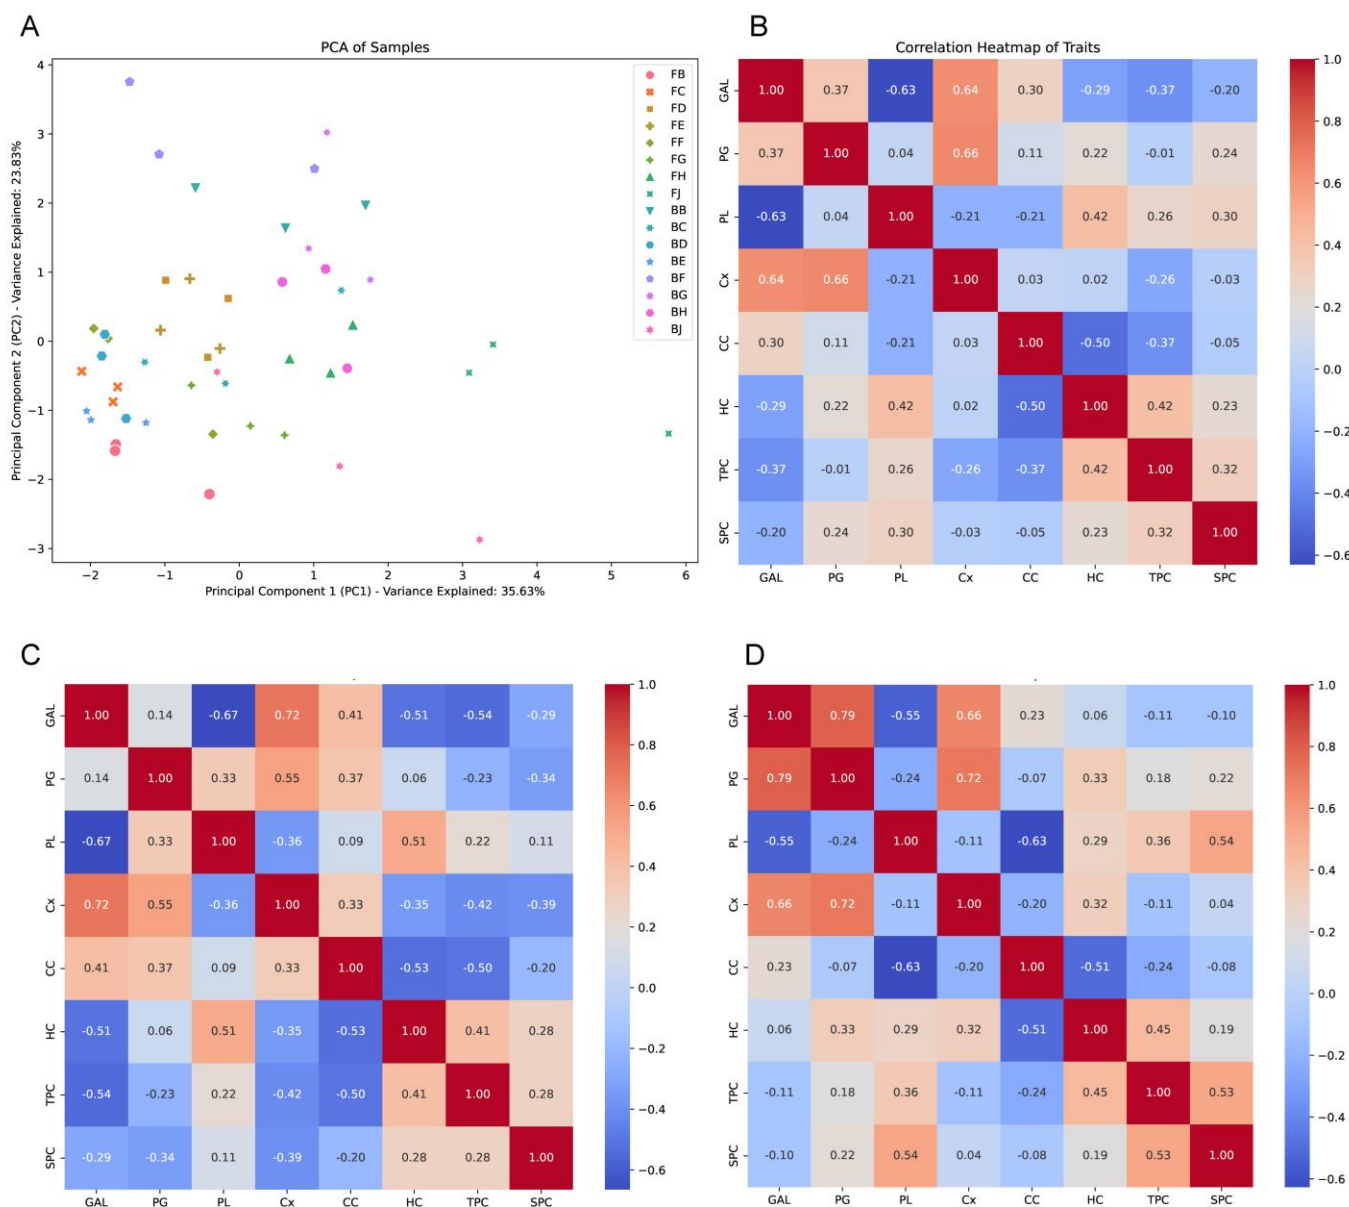 A
PCA of Samples
4
3
2
1
0
−1
−2
−3
Principal Component 2 (PC2) - Variance Explained: 23.83%
−2 −1 0 1 2 3 4 5 6
Principal Component 1 (PC1) - Variance Explained: 35.63%
FB
FC
FD
FE
FF
FG
FH
FJ
BB
BC
BD
BE
BF
BG
BH
BJ
B
Correlation Heatmap of Traits
GAL 1.00 0.37 -0.63 0.64 0.30 -0.29 -0.37 -0.20
PG 0.37 1.00 0.04 0.66 0.11 0.22 -0.01 0.24
PL -0.63 0.04 1.00 -0.21 -0.21 0.42 0.26 0.30
Cx 0.64 0.66 -0.21 1.00 0.03 0.02 -0.26 -0.03
CC 0.30 0.11 -0.21 0.03 1.00 -0.50 -0.37 -0.05
HC -0.29 0.22 0.42 0.02 -0.50 1.00 0.42 0.23
TPC -0.37 -0.01 0.26 -0.26 -0.37 0.42 1.00 0.32
SPC -0.20 0.24 0.30 -0.03 -0.05 0.23 0.32 1.00
GAL PG PL Cx CC HC TPC SPC
1.0
0.8
0.6
0.4
0.2
0.0
−0.2
−0.4
−0.6
C
GAL 1.00 0.14 -0.67 0.72 0.41 -0.51 -0.54 -0.29
PG 0.14 1.00 0.33 0.55 0.37 0.06 -0.23 -0.34
PL -0.67 0.33 1.00 -0.36 0.09 0.51 0.22 0.11
Cx 0.72 0.55 -0.36 1.00 0.33 -0.35 -0.42 -0.39
CC 0.41 0.37 0.09 0.33 1.00 -0.53 -0.50 -0.20
HC -0.51 0.06 0.51 -0.35 -0.53 1.00 0.41 0.28
TPC -0.54 -0.23 0.22 -0.42 -0.50 0.41 1.00 0.28
SPC -0.29 -0.34 0.11 -0.39 -0.20 0.28 0.28 1.00
GAL PG PL Cx CC HC TPC SPC
1.0
0.8
0.6
0.4
0.2
0.0
−0.2
−0.4
−0.6
D
GAL 1.00 0.79 -0.55 0.66 0.23 0.06 -0.11 -0.10
PG 0.79 1.00 -0.24 0.72 -0.07 0.33 0.18 0.22
PL -0.55 -0.24 1.00 -0.11 -0.63 0.29 0.36 0.54
Cx 0.66 0.72 -0.11 1.00 -0.20 0.32 -0.11 0.04
CC 0.23 -0.07 -0.63 -0.20 1.00 -0.51 -0.24 -0.08
HC 0.06 0.33 0.29 0.32 -0.51 1.00 0.45 0.19
TPC -0.11 0.18 0.36 -0.11 -0.24 0.45 1.00 0.53
SPC -0.10 0.22 0.54 0.04 -0.08 0.19 0.53 1.00
GAL PG PL Cx CC HC TPC SPC
1.0
0.8
0.6
0.4
0.2
0.0
−0.2
−0.4
−0.6